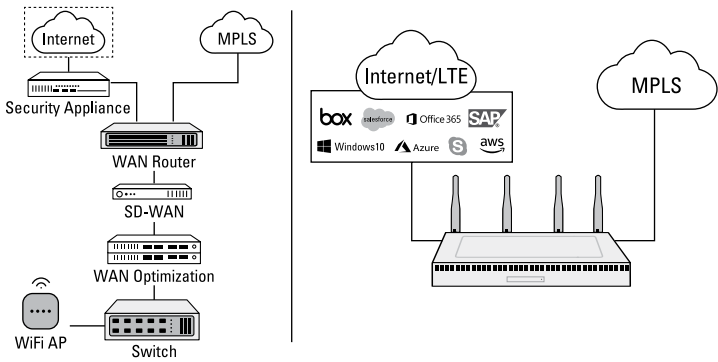 Internet
MPLS
Security Appliance
WAN Router
SD-WAN
WAN Optimization
WiFi AP
Switch
Internet/LTE
MPLS
box salesforce Office 365 SAP
Windows10 Azure S aws